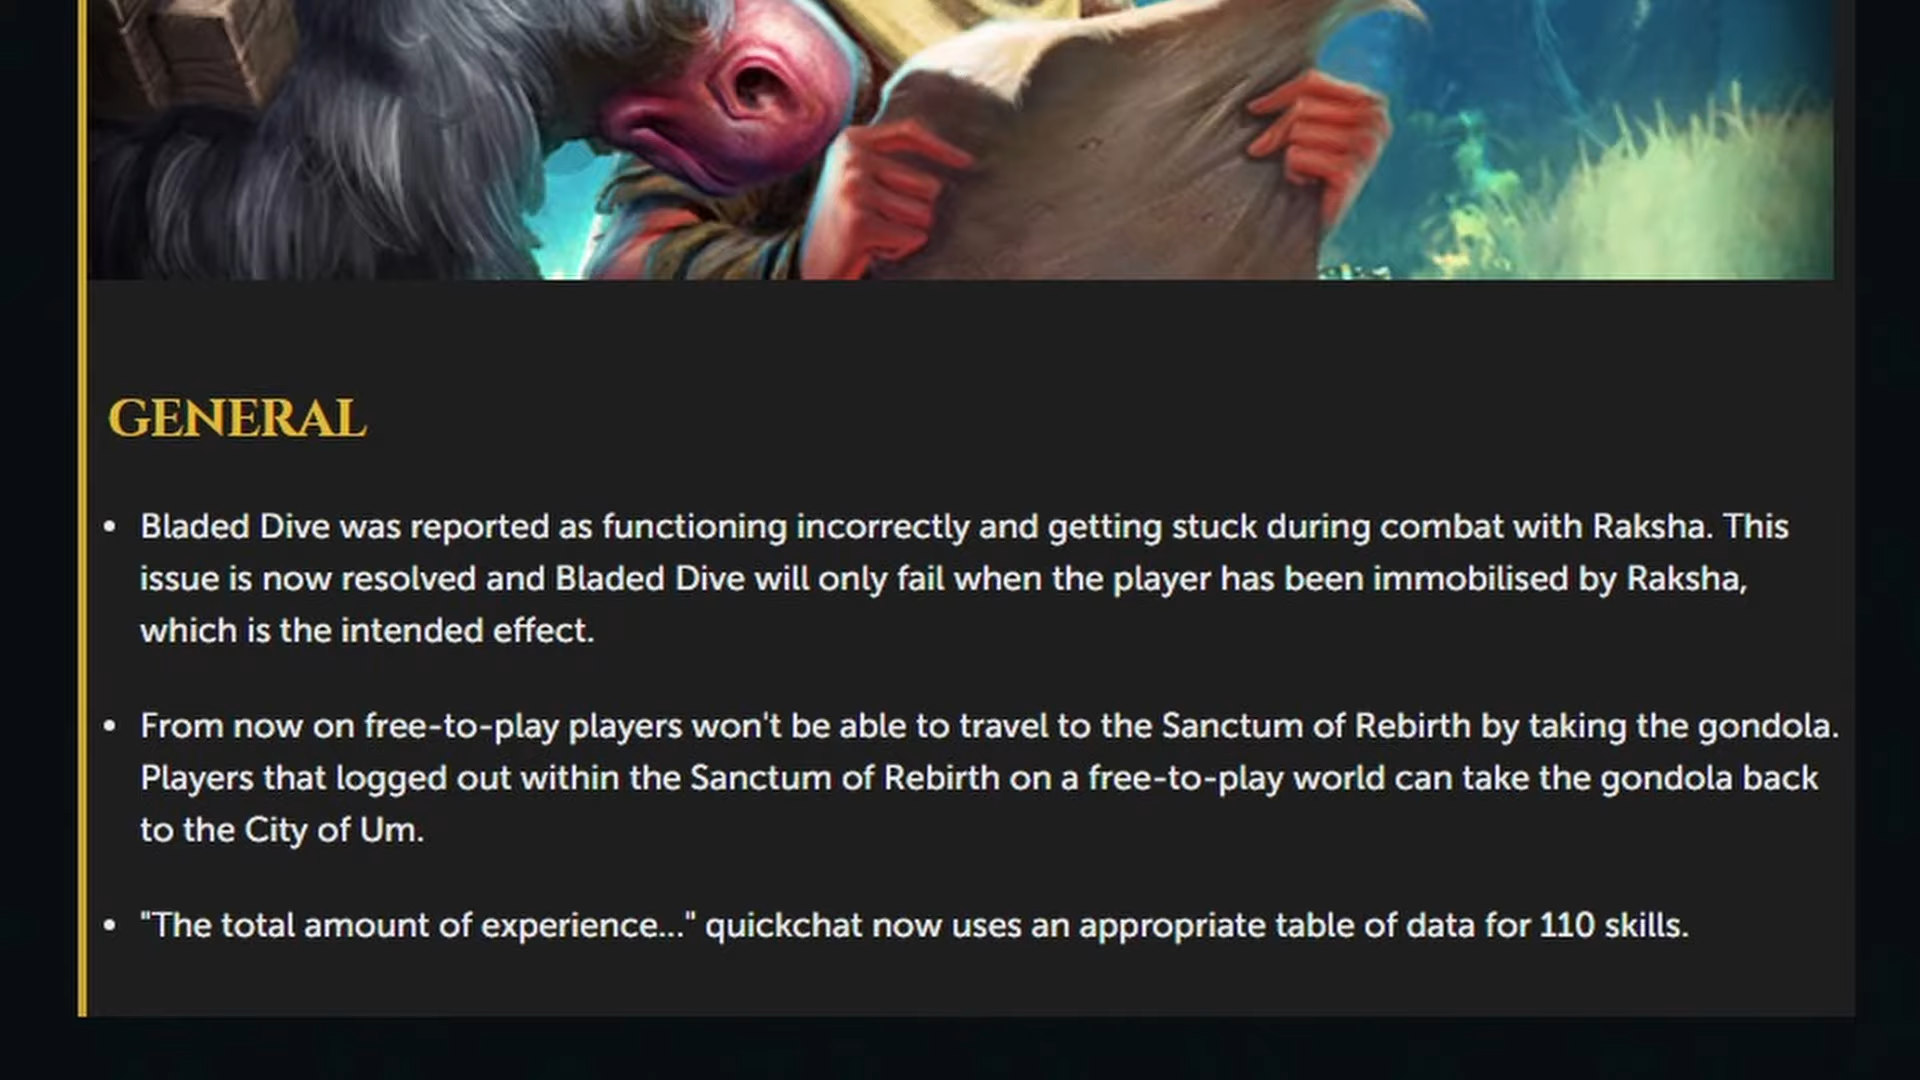 GENERAL
• Bladed Dive was reported as functioning incorrectly and getting stuck during combat with Raksha. This
issue is now resolved and Bladed Dive will only fail when the player has been immobilised by Raksha,
which is the intended effect.
• From now on free-to-play players won't be able to travel to the Sanctum of Rebirth by taking the gondola.
Players that logged out within the Sanctum of Rebirth on a free-to-play world can take the gondola back
to the City of Um.
• "The total amount of experience..." quickchat now uses an appropriate table of data for 110 skills.